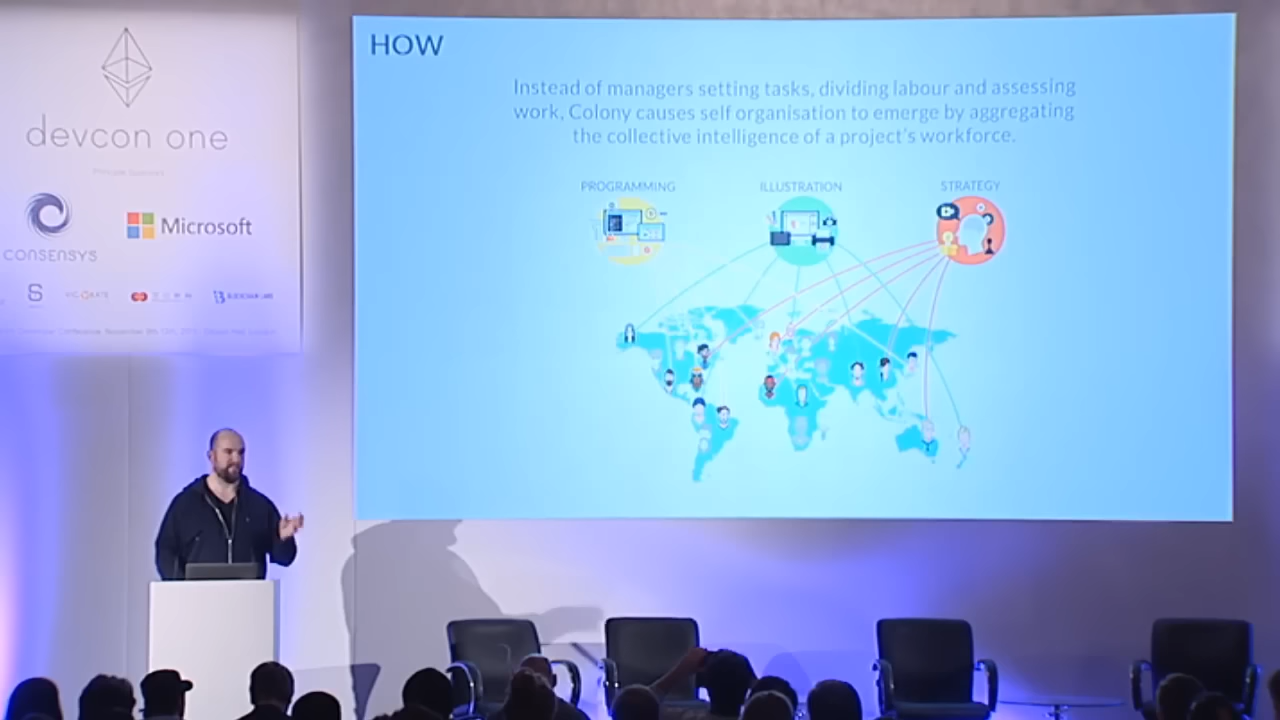 devcon one
CONSENSYS
Microsoft
HOW
Instead of managers setting tasks, dividing labour and assessing
work, Colony causes self organisation to emerge by aggregating
the collective intelligence of a project's workforce.
PROGRAMMING
ILLUSTRATION
STRATEGY